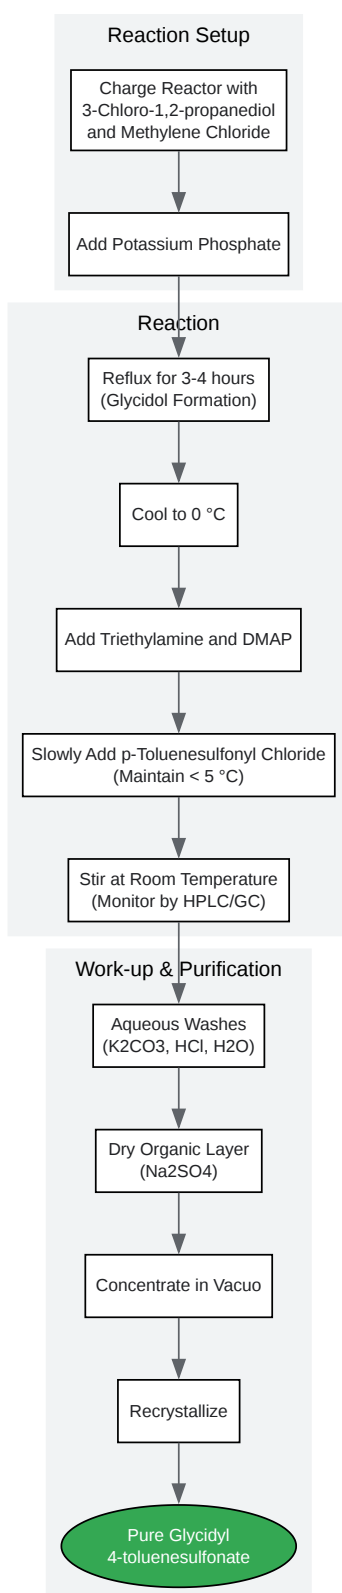 Reaction Setup
Charge Reactor with
3-Chloro-1,2-propanediol
and Methylene Chloride
Add Potassium Phosphate
Reaction
Reflux for 3-4 hours
(Glycidol Formation)
Cool to 0 °C
Add Triethylamine and DMAP
Slowly Add p-Toluenesulfonyl Chloride
(Maintain < 5 °C)
Stir at Room Temperature
(Monitor by HPLC/GC)
Work-up & Purification
Aqueous Washes
(K2CO3, HCl, H2O)
Dry Organic Layer
(Na2SO4)
Concentrate in Vacuo
Recrystallize
Pure Glycidyl
4-toluenesulfonate